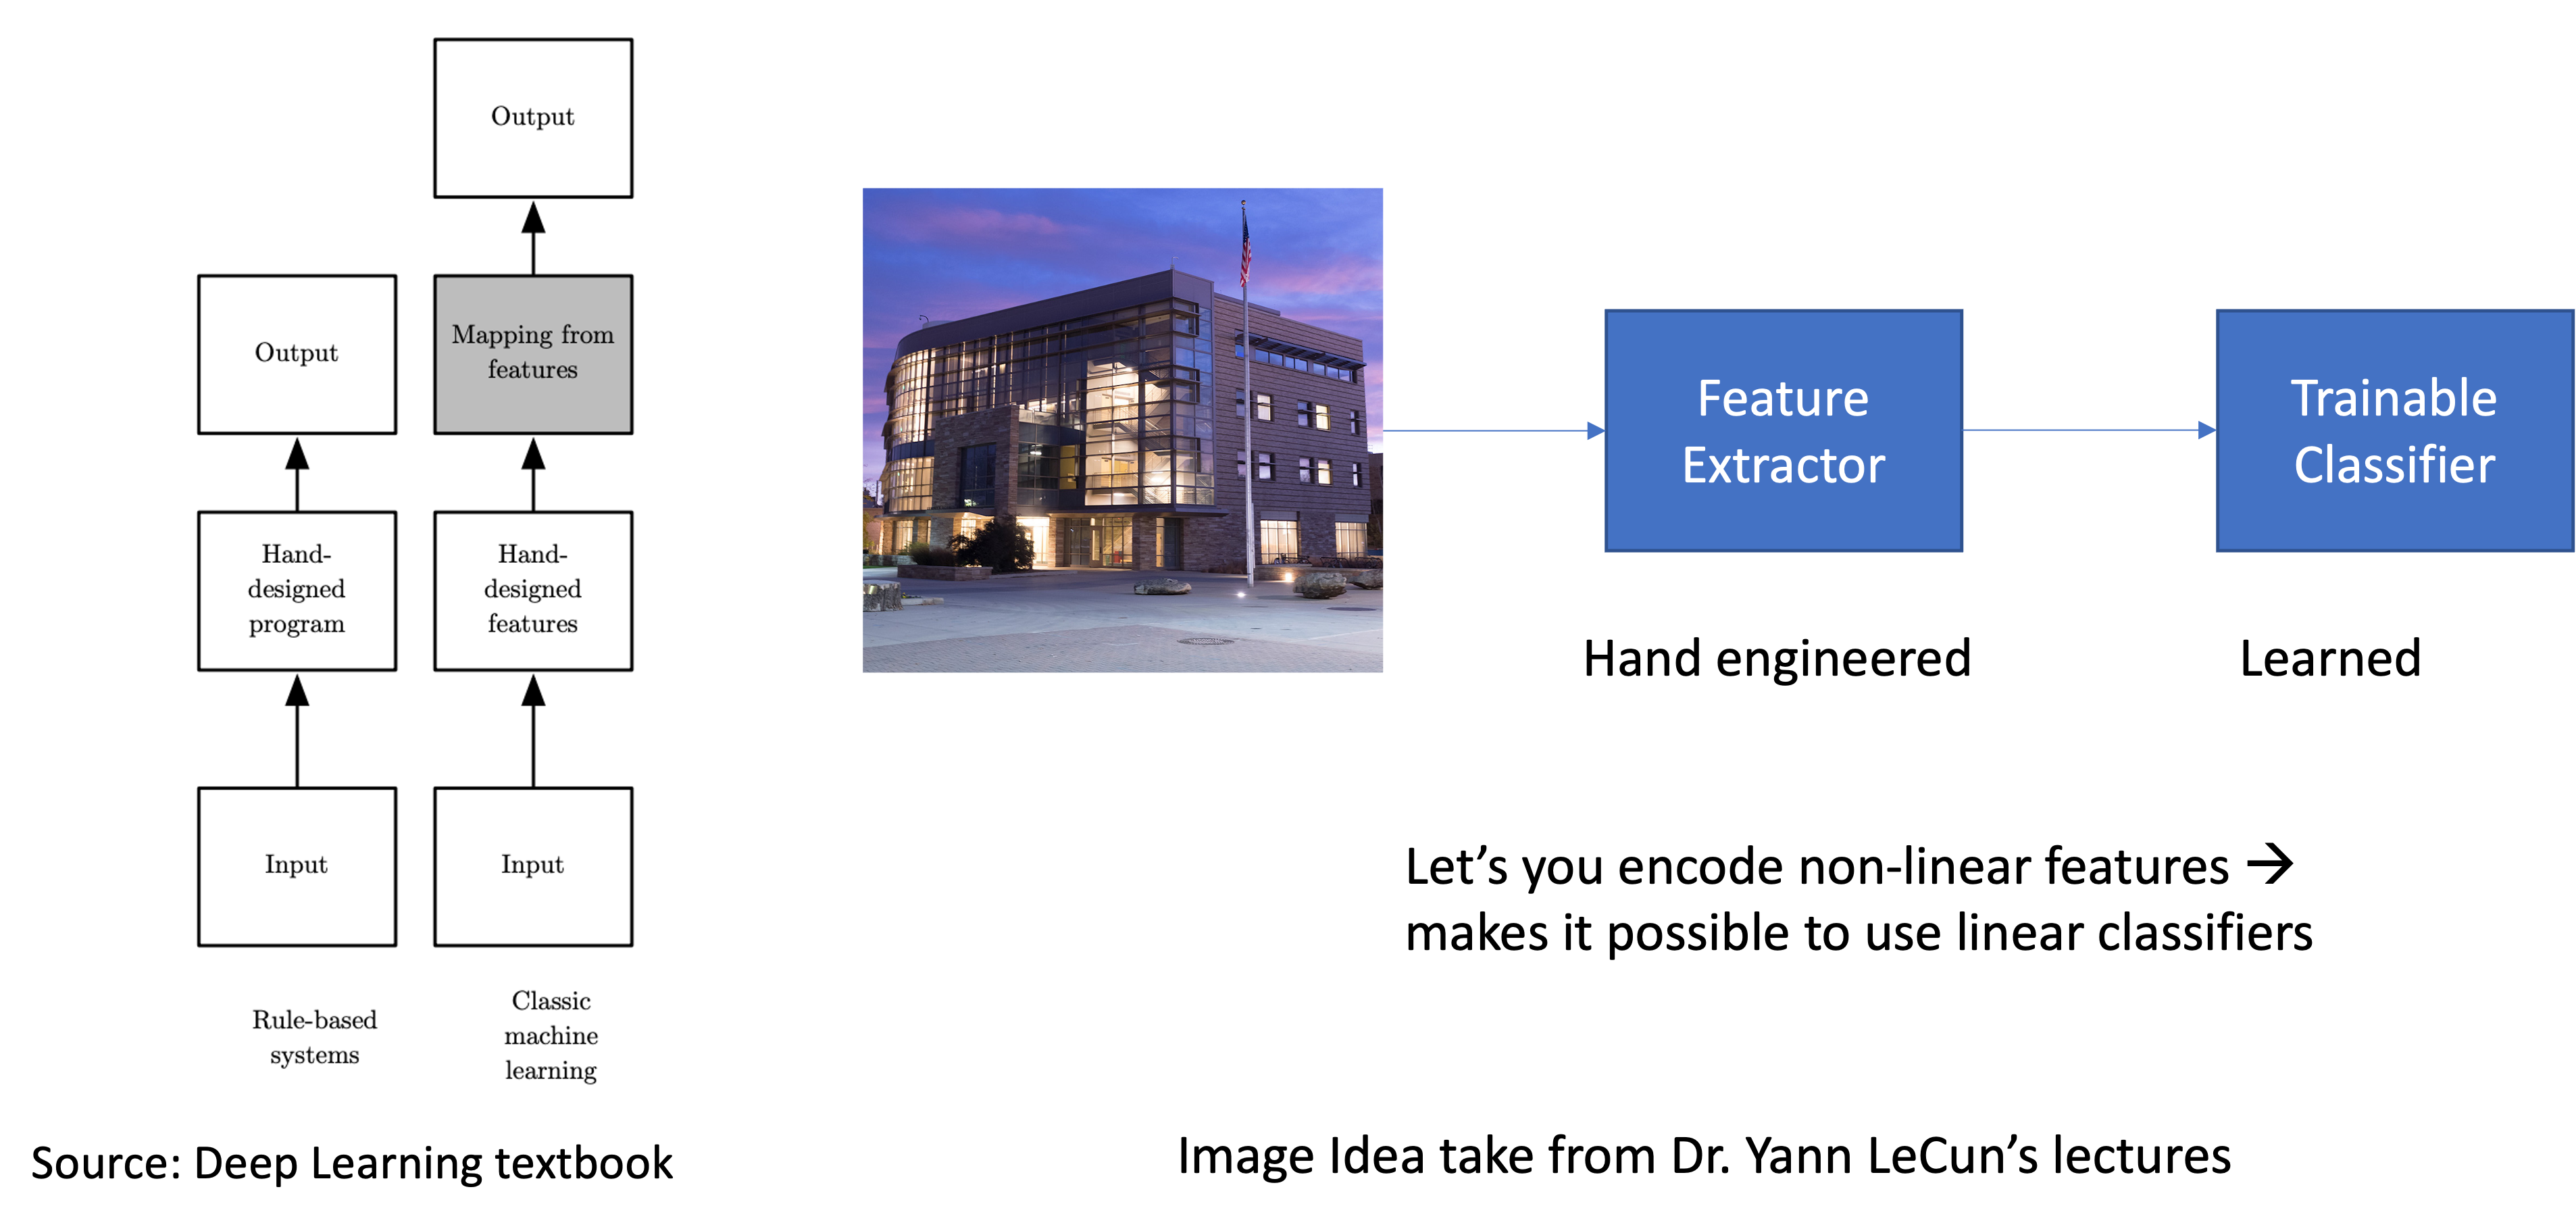 Output
Output
Mapping from
features
Hand-
designed
program
Hand-
designed
features
Input
Input
Rule-based
systems
Classic
machine
learning
Source: Deep Learning textbook
Feature
Extractor
Trainable
Classifier
Hand engineered
Learned
Let’s you encode non-linear features →
makes it possible to use linear classifiers
Image Idea take from Dr. Yann LeCun’s lectures